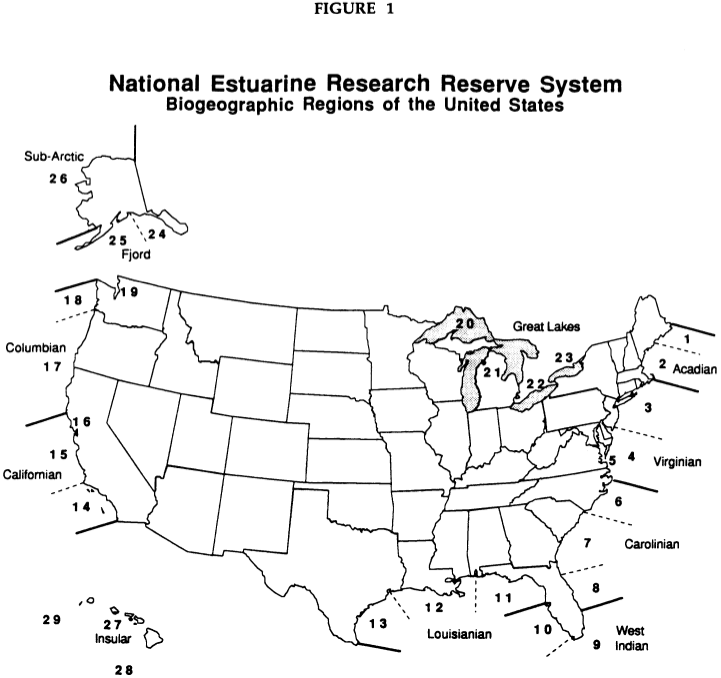 FIGURE 1
National Estuarine Research Reserve System
Biogeographic Regions of the United States
Sub-Arctic
26
24
25
Fjord
18
19
20
Great Lakes
1
Columbian
17
21
22
23
2
Acadian
3
16
15
Californian
14
5
4
Virginian
6
7
Carolinian
8
29
27
Insular
28
13
12
Louisianian
11
10
9
West
Indian